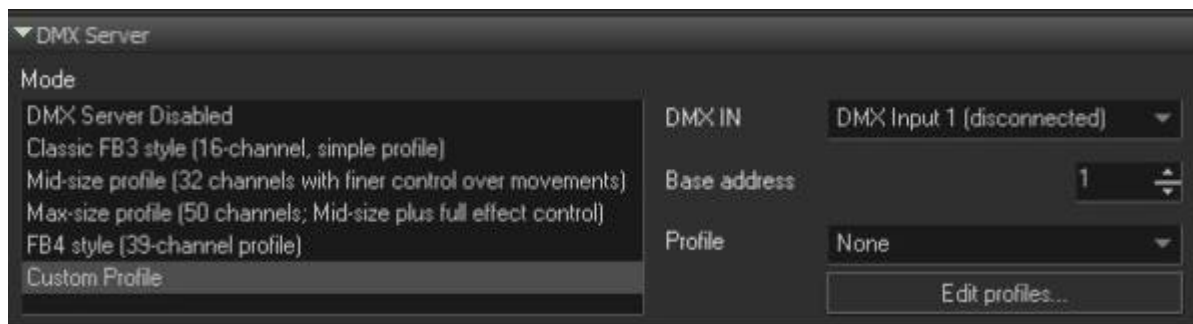 DMX Server
Mode
DMX Server Disabled
Classic FB3 style (16-channel, simple profile)
Mid-size profile (32 channels with finer control over movements)
Max-size profile (50 channels; Mid-size plus full effect control)
FB4 style (39-channel profile)
Custom Profile
DMX IN
DMX Input 1 (disconnected)
Base address
1
Profile
None
Edit profiles...